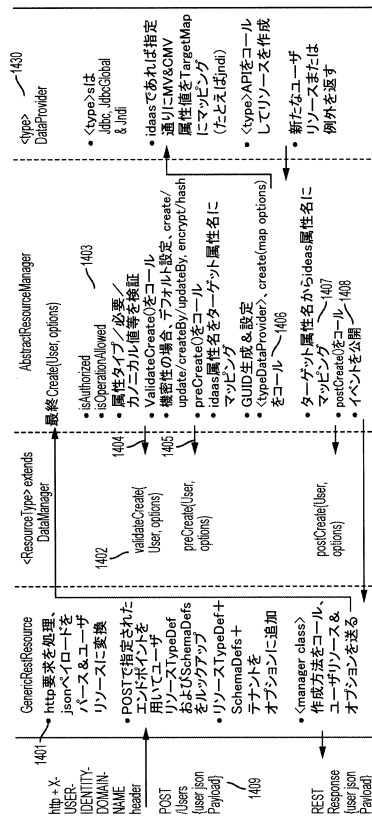 http + X-
USER-
IDENTITY-
DOMAIN-
NAME
header
POST
/Users
{user json
Payload}
1409
REST
Response
{user json
Payload}
GenericRestResource
1401
• http要求を処理、
jsonペイロードを
パース&ユーザ
リソースに変換
• POSTで指定された
エンドポイントを
用いてユーザ
リソースTypeDef
およびSchemaDefs
をルックアップ
• リソースTypeDef+
SchemaDefs+
テナントを
オプションに追加
• <manager class>
作成方法をコール、
ユーザリソース&
オプションを送る
<ResourceType> extends
DataManager
1402
validateCreate(
User, options)
preCreate(User,
options)
postCreate(User,
options)
1404
1405
AbstractResourceManager
最終Create(User, options)
• isAuthorized
• isOperationAllowed
1403
• 属性タイプ/必要/
カノニカル値等を検証
• ValidateCreate()をコール
• 機密性の場合、デフォルト設定、create/
update/createBy/updateBy, encrypt/hash
• preCreate()をコール
• idaas属性名をターゲット属性名に
マッピング
• GUID生成&設定
• <typeDataProvider>、create(map options)
をコール
1406
• ターゲット属性名からideas属性名に
マッピング
1407
• postCreate()をコール
• イベントを公開
1408
<type>
DataProvider
1430
• <type>sは
Jdbc, JdbcGlobal
& Jndi
• idaasであれば指定
通りにMV&CMV
属性値をTargetMap
にマッピング
(たとえばjndi)
• <type>APIをコール
してリソースを作成
• 新たなユーザ
リソースまたは
例外を返す